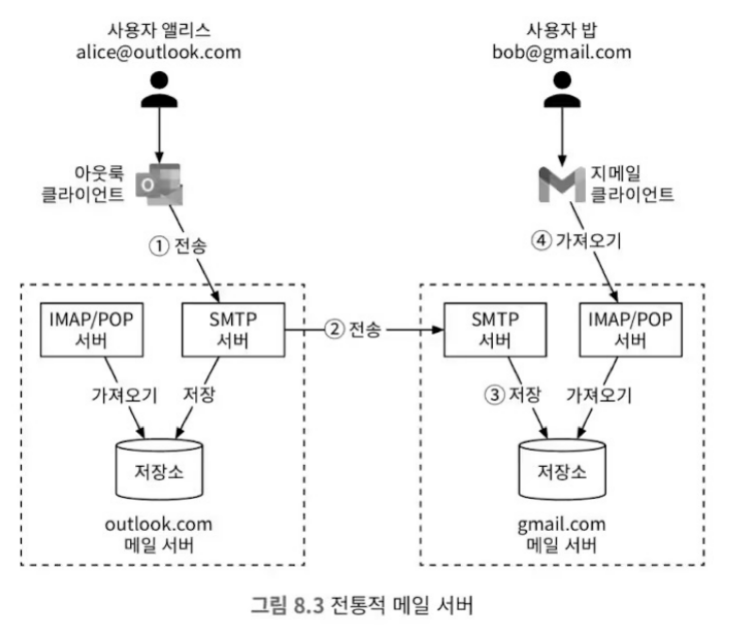 사용자 앨리스
alice@outlook.com
사용자 밥
bob@gmail.com
아웃룩
클라이언트
지메일
클라이언트
① 전송
④ 가져오기
IMAP/POP
서버
SMTP
서버
② 전송
SMTP
서버
IMAP/POP
서버
가져오기
저장
③ 저장
가져오기
저장소
저장소
outlook.com
메일 서버
gmail.com
메일 서버
그림 8.3 전통적 메일 서버